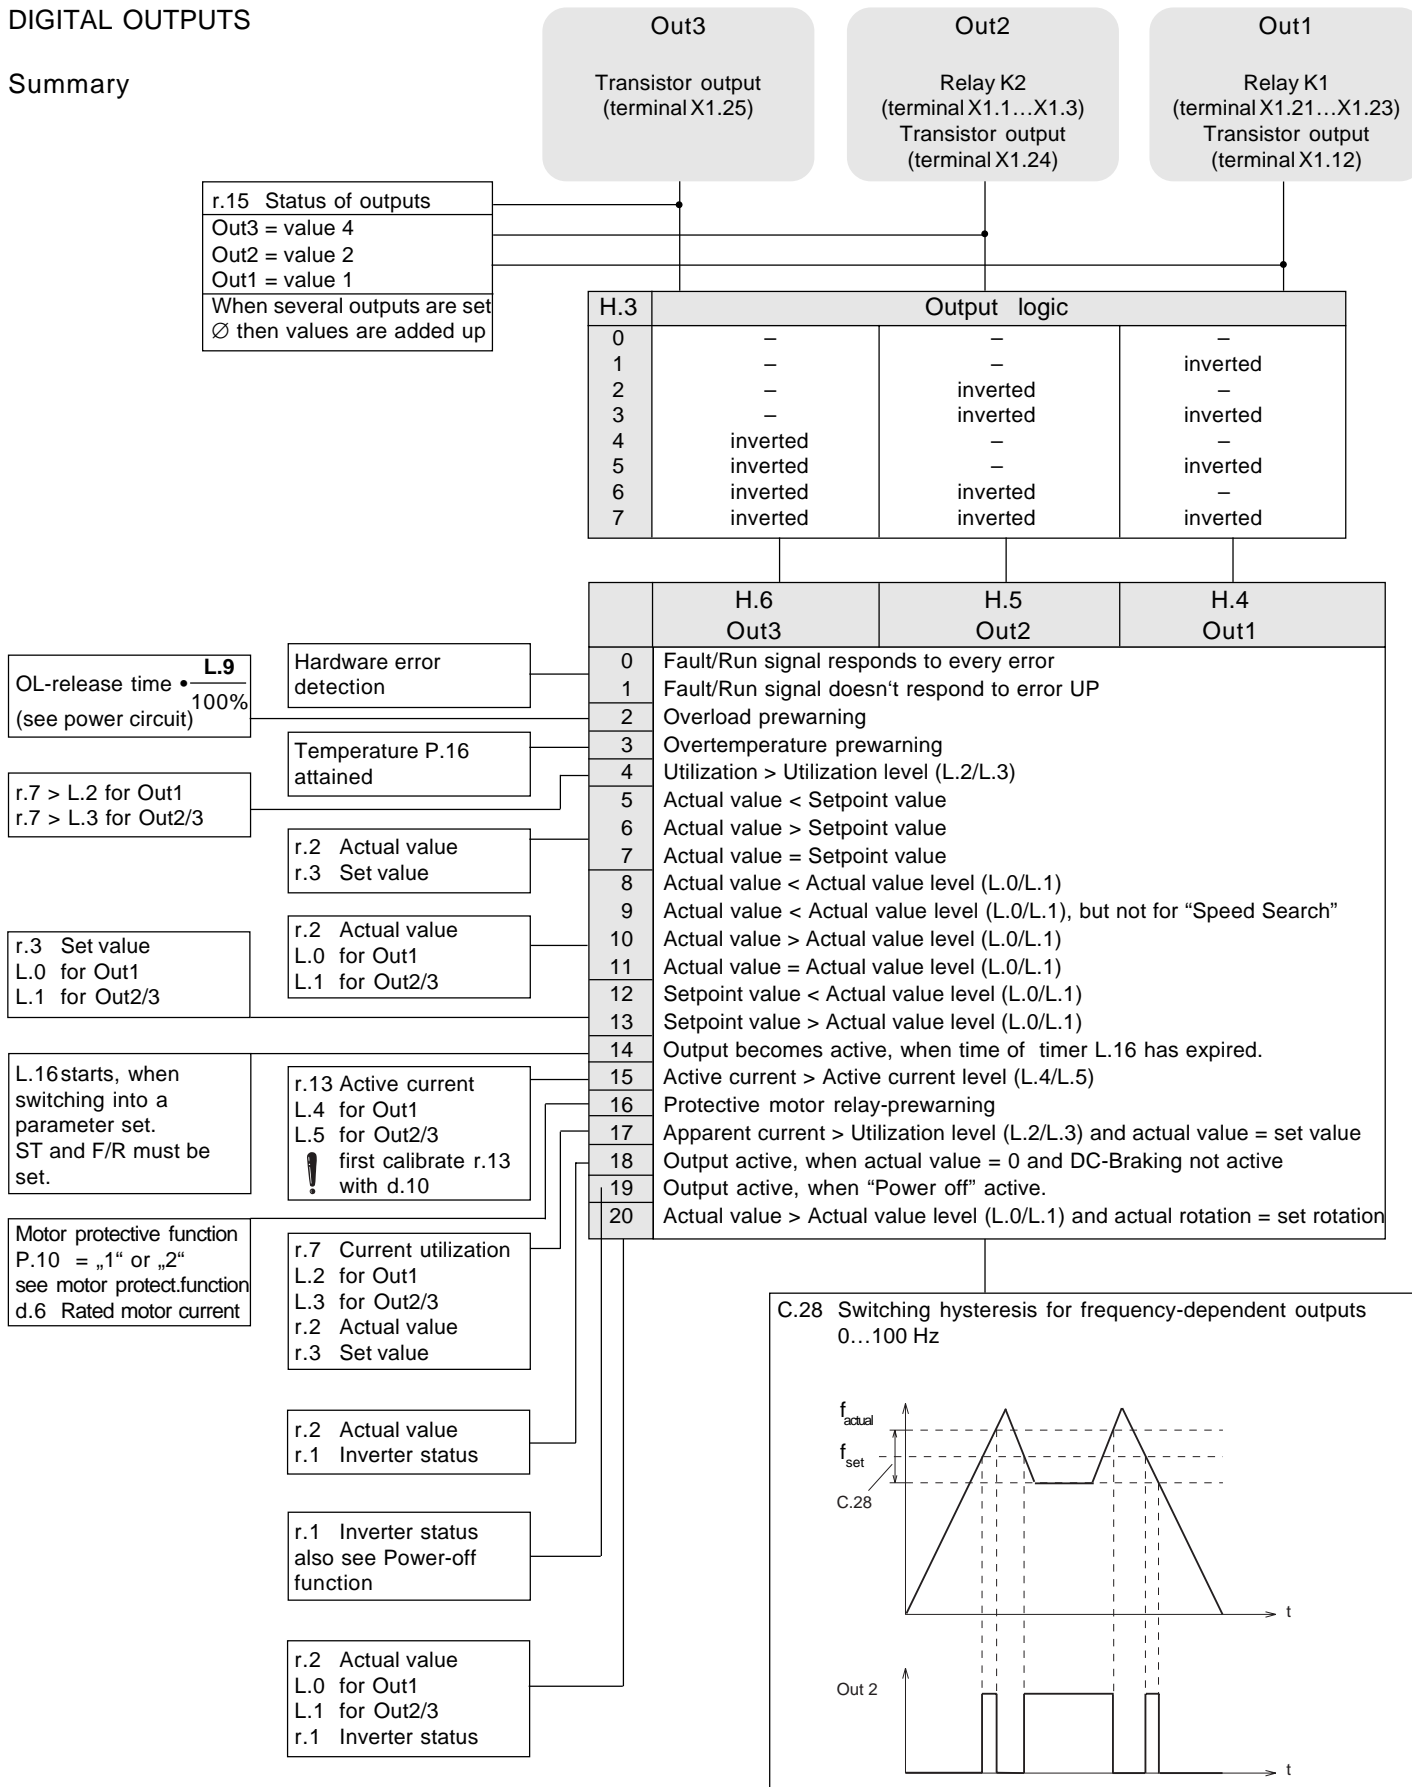 DIGITAL OUTPUTS
Summary
Out3
Transistor output
(terminal X1.25)
Out2
Relay K2
(terminal X1.1…X1.3)
Transistor output
(terminal X1.24)
Out1
Relay K1
(terminal X1.21…X1.23)
Transistor output
(terminal X1.12)
r.15 Status of outputs
Out3 = value 4
Out2 = value 2
Out1 = value 1
When several outputs are set
∅ then values are added up
H.3 Output logic
0 – – –
1 – – inverted
2 – inverted –
3 – inverted inverted
4 inverted – –
5 inverted – inverted
6 inverted inverted –
7 inverted inverted inverted
H.6 H.5 H.4
Out3 Out2 Out1
0 Fault/Run signal responds to every error
1 Fault/Run signal doesn‘t respond to error UP
2 Overload prewarning
3 Overtemperature prewarning
4 Utilization > Utilization level (L.2/L.3)
5 Actual value < Setpoint value
6 Actual value > Setpoint value
7 Actual value = Setpoint value
8 Actual value < Actual value level (L.0/L.1)
9 Actual value < Actual value level (L.0/L.1), but not for “Speed Search”
10 Actual value > Actual value level (L.0/L.1)
11 Actual value = Actual value level (L.0/L.1)
12 Setpoint value < Actual value level (L.0/L.1)
13 Setpoint value > Actual value level (L.0/L.1)
14 Output becomes active, when time of timer L.16 has expired.
15 Active current > Active current level (L.4/L.5)
16 Protective motor relay-prewarning
17 Apparent current > Utilization level (L.2/L.3) and actual value = set value
18 Output active, when actual value = 0 and DC-Braking not active
19 Output active, when “Power off” active.
20 Actual value > Actual value level (L.0/L.1) and actual rotation = set rotation
L.9
OL-release time •
100%
(see power circuit)
Hardware error
detection
Temperature P.16
attained
r.7 > L.2 for Out1
r.7 > L.3 for Out2/3
r.2 Actual value
r.3 Set value
r.2 Actual value
L.0 for Out1
L.1 for Out2/3
r.3 Set value
L.0 for Out1
L.1 for Out2/3
L.16 starts, when
switching into a
parameter set.
ST and F/R must be
set.
r.13 Active current
L.4 for Out1
L.5 for Out2/3
! first calibrate r.13
with d.10
Motor protective function
P.10 = „1“ or „2“
see motor protect.function
d.6 Rated motor current
r.7 Current utilization
L.2 for Out1
L.3 for Out2/3
r.2 Actual value
r.3 Set value
r.2 Actual value
r.1 Inverter status
r.1 Inverter status
also see Power-off
function
r.2 Actual value
L.0 for Out1
L.1 for Out2/3
r.1 Inverter status
C.28 Switching hysteresis for frequency-dependent outputs
0…100 Hz
f actual
f set
C.28
t
Out 2
t